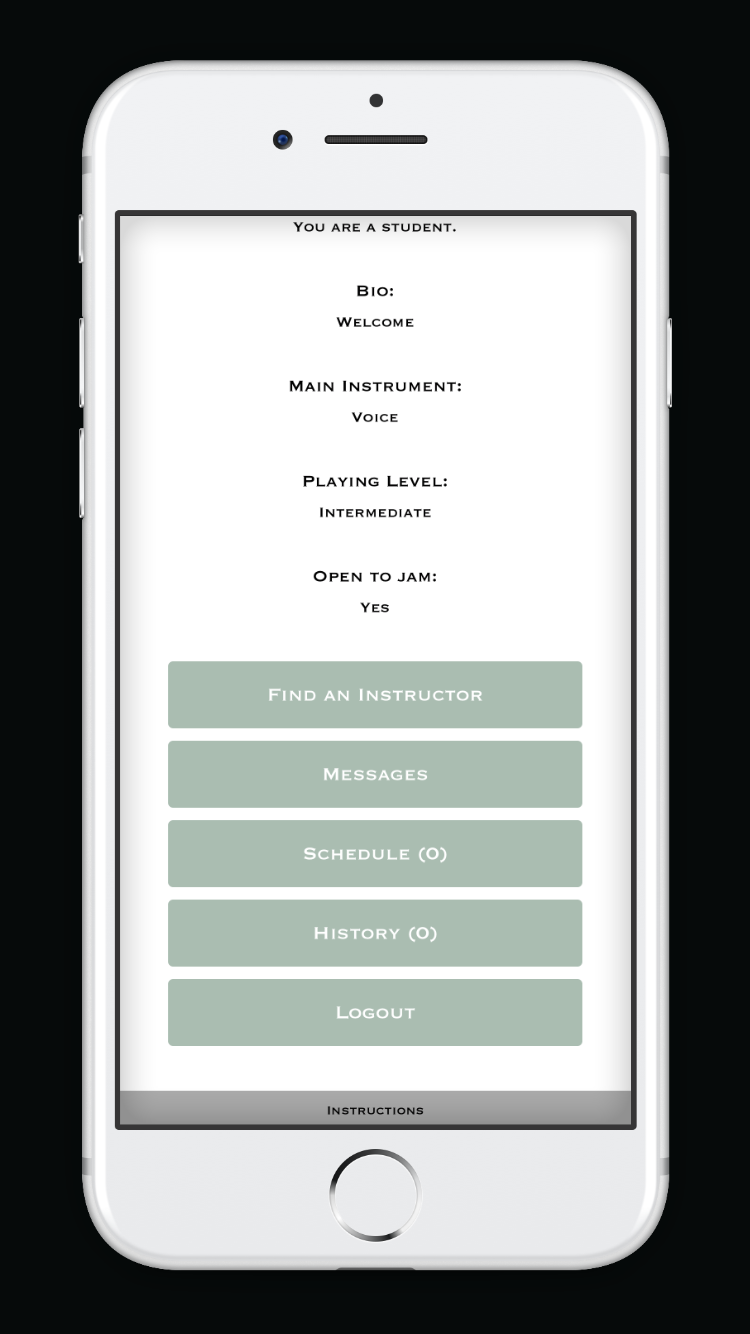 You are a student.
Bio:
Welcome
Main Instrument:
Voice
Playing Level:
Intermediate
Open to jam:
Yes
Find an Instructor
Messages
Schedule (0)
History (0)
Logout
Instructions